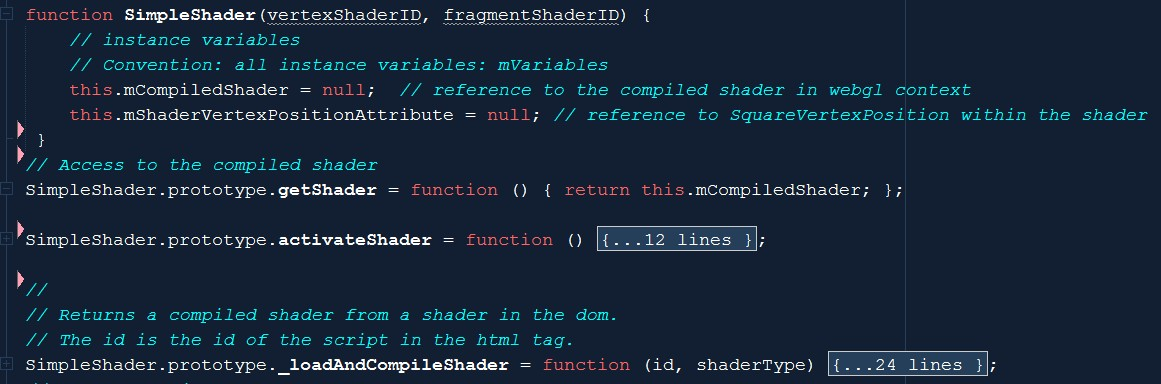 function SimpleShader(vertexShaderID, fragmentShaderID) {
// instance variables
// Convention: all instance variables: mVariables
this.mCompiledShader = null;  // reference to the compiled shader in webgl context
this.mShaderVertexPositionAttribute = null; // reference to SquareVertexPosition within the shader
}
// Access to the compiled shader
SimpleShader.prototype.getShader = function () { return this.mCompiledShader; };
SimpleShader.prototype.activateShader = function () {...12 lines };
//
// Returns a compiled shader from a shader in the dom.
// The id is the id of the script in the html tag.
SimpleShader.prototype._loadAndCompileShader = function (id, shaderType) {...24 lines };